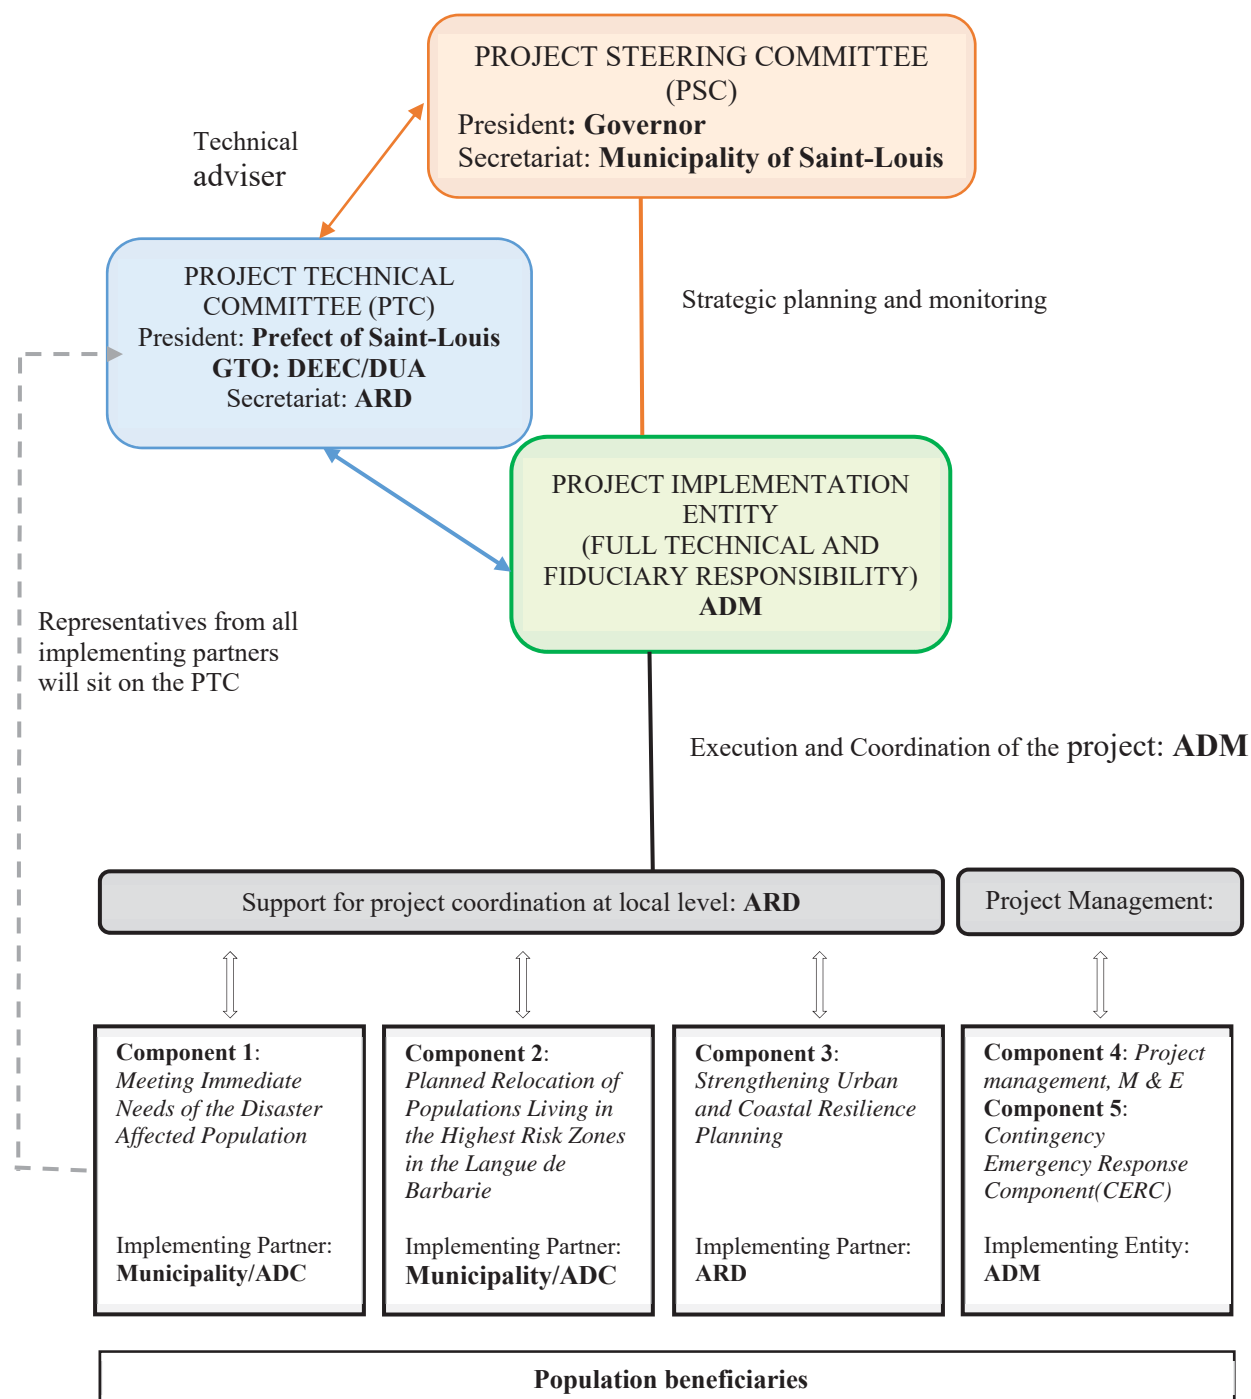 PROJECT STEERING COMMITTEE
(PSC)
President: Governor
Secretariat: Municipality of Saint-Louis
Technical
adviser
PROJECT TECHNICAL
COMMITTEE (PTC)
President: Prefect of Saint-Louis
GTO: DEEC/DUA
Secretariat: ARD
Strategic planning and monitoring
PROJECT IMPLEMENTATION
ENTITY
(FULL TECHNICAL AND
FIDUCIARY RESPONSIBILITY)
ADM
Representatives from all
implementing partners
will sit on the PTC
Execution and Coordination of the project: ADM
Support for project coordination at local level: ARD
Project Management:
Component 1:
Meeting Immediate
Needs of the Disaster
Affected Population
Implementing Partner:
Municipality/ADC
Component 2:
Planned Relocation of
Populations Living in
the Highest Risk Zones
in the Langue de
Barbarie
Implementing Partner:
Municipality/ADC
Component 3:
Strengthening Urban
and Coastal Resilience
Planning
Implementing Partner:
ARD
Component 4: Project
management, M & E
Component 5:
Contingency
Emergency Response
Component(CERC)
Implementing Entity:
ADM
Population beneficiaries